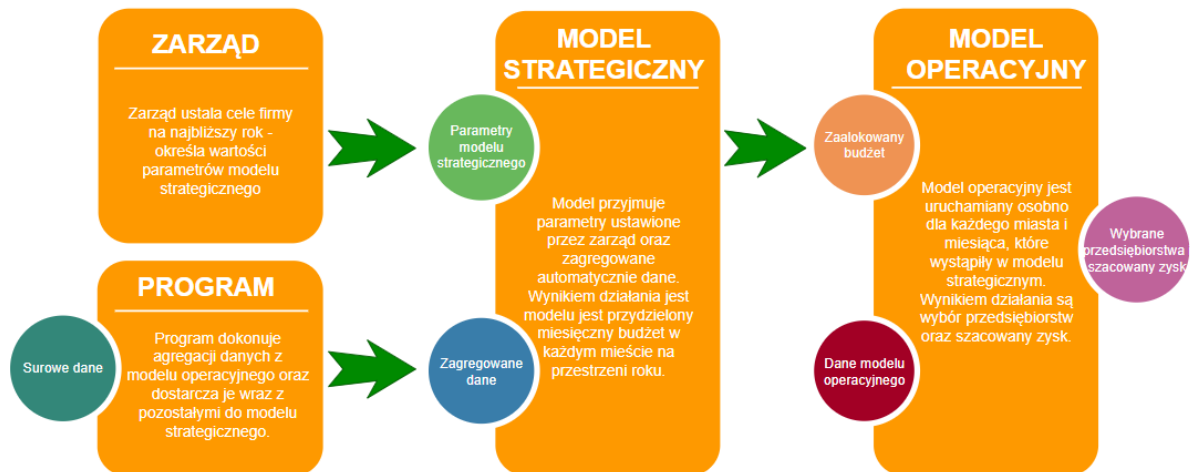 ZARZĄD
Zarząd ustala cele firmy
na najbliższy rok -
określa wartości
parametrów modelu
strategicznego
PROGRAM
Surowe dane
Program dokonuje
agregacji danych z
modelu operacyjnego oraz
dostarcza je wraz z
pozostałymi do modelu
strategicznego.
MODEL
STRATEGICZNY
Parametry
modelu
strategicznego
Model przyjmuje
parametry ustawione
przez zarząd oraz
zagregowane
automatycznie dane.
Wynikiem działania jest
modelu jest przydzielony
miesięczny budżet w
każdym mieście na
przestrzeni roku.
Zagregowane
dane
MODEL
OPERACYJNY
Zaalokowany
budżet
Model operacyjny jest
uruchamiany osobno
dla każdego miasta i
miesiąca, które
wystąpiły w modelu
strategicznym.
Wynikiem działania są
wybór przedsiębiorstw
oraz szacowany zysk.
Dane modelu
operacyjnego
Wybrane
przedsiębiorstwa
szacowany zysk